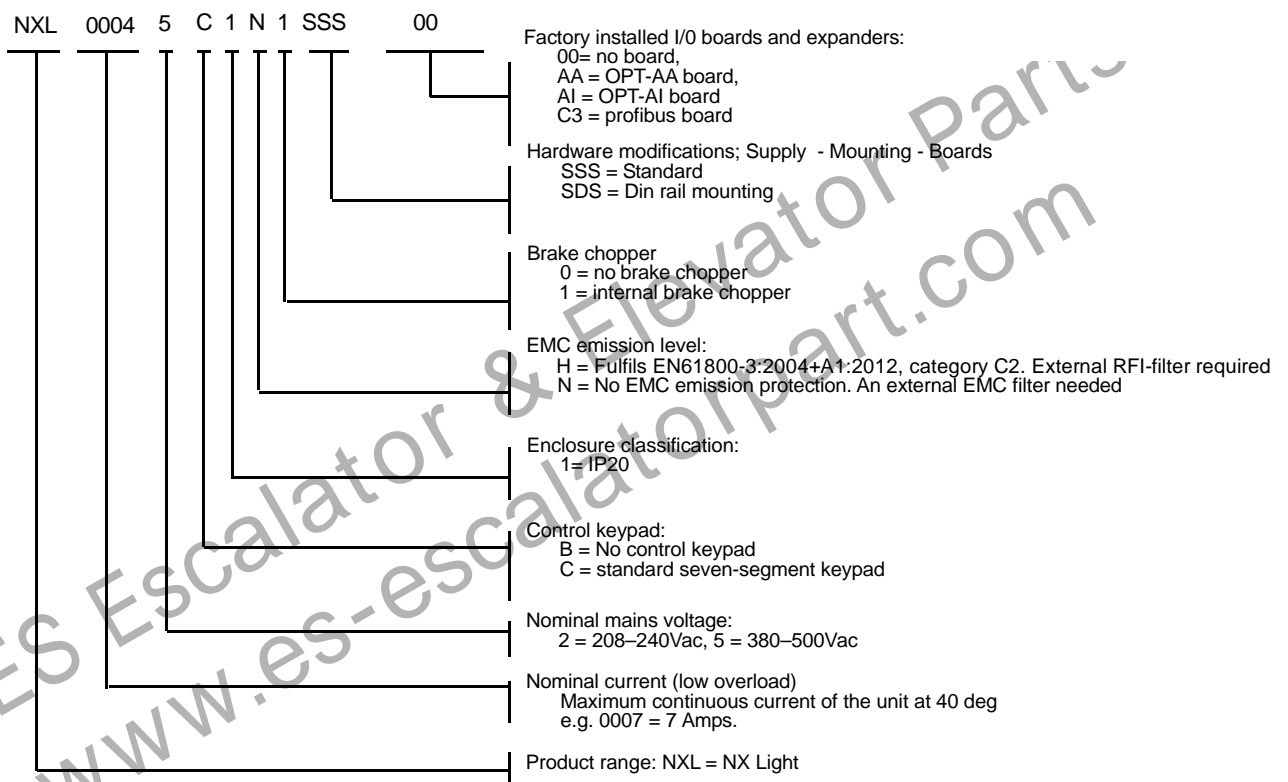 NXL 0004 5 C 1 N 1 SSS 00
Factory installed I/0 boards and expanders:
00= no board,
AA = OPT-AA board,
AI = OPT-AI board
C3 = profibus board
Hardware modifications; Supply - Mounting - Boards
SSS = Standard
SDS = Din rail mounting
Brake chopper
0 = no brake chopper
1 = internal brake chopper
EMC emission level:
H = Fulfils EN61800-3:2004+A1:2012, category C2. External RFI-filter required
N = No EMC emission protection. An external EMC filter needed
Enclosure classification:
1= IP20
Control keypad:
B = No control keypad
C = standard seven-segment keypad
Nominal mains voltage:
2 = 208–240Vac, 5 = 380–500Vac
Nominal current (low overload)
Maximum continuous current of the unit at 40 deg
e.g. 0007 = 7 Amps.
Product range: NXL = NX Light
ES Escalator & Elevator Parts
www.es-escalatorpart.com